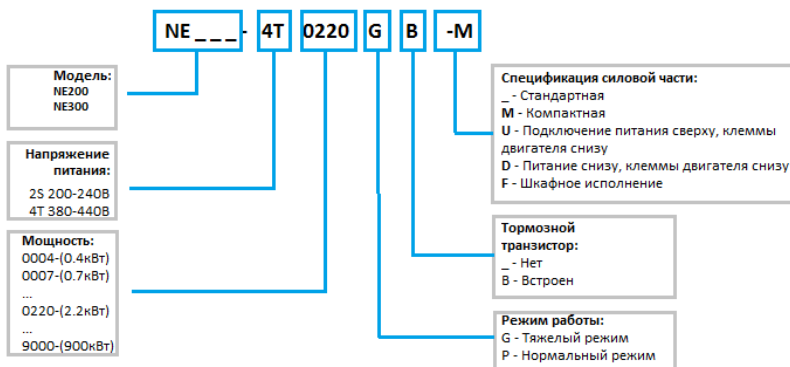 NE _ _ _ - 4T 0220 G B -M
Модель:
NE200
NE300
Напряжение
питания:
2S 200-240В
4T 380-440В
Мощность:
0004-(0.4кВт)
0007-(0.7кВт)
...
0220-(2.2кВт)
...
9000-(900кВт)
Спецификация силовой части:
_ - Стандартная
M - Компактная
U - Подключение питания сверху, клеммы
двигателя снизу
D - Питание снизу, клеммы двигателя снизу
F - Шкафное исполнение
Тормозной
транзистор:
_ - Нет
B - Встроен
Режим работы:
G - Тяжелый режим
P - Нормальный режим